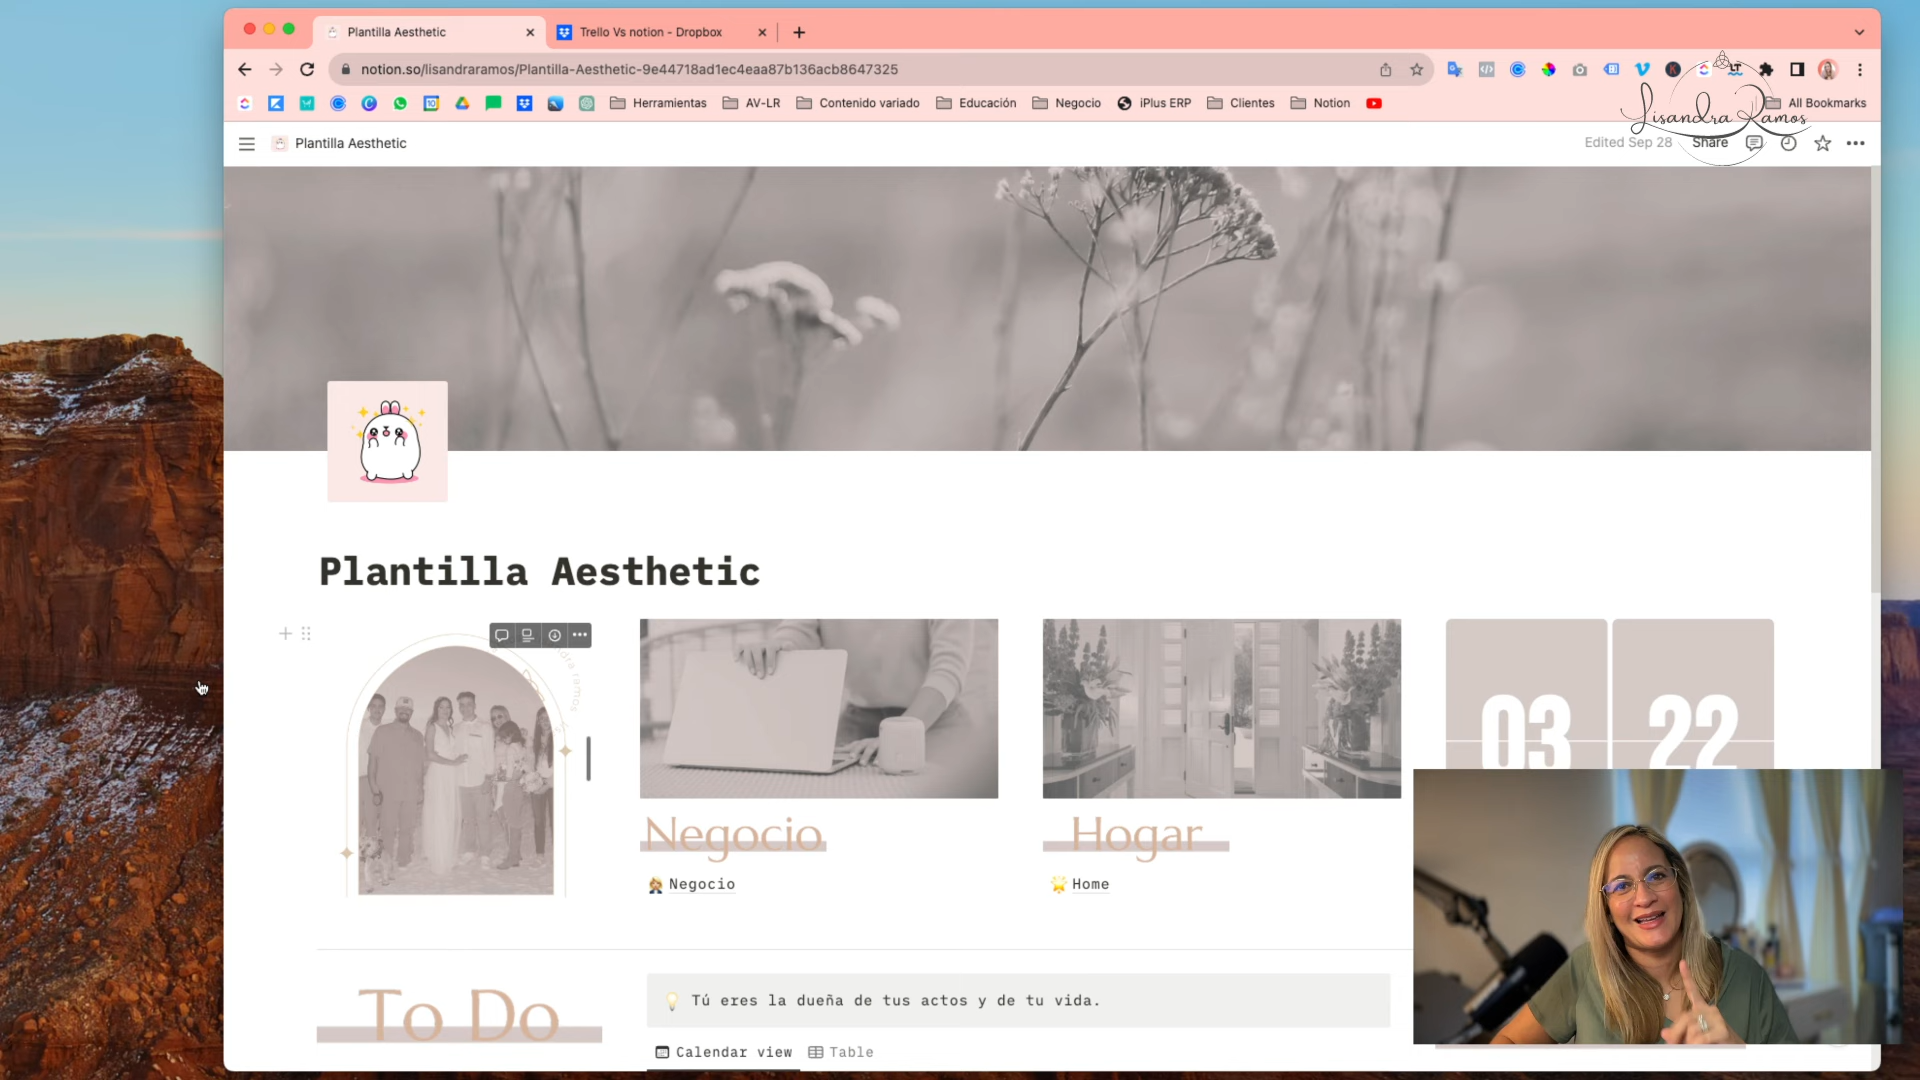 Plantilla Aesthetic
Trello Vs notion - Dropbox
notion.so/lisandraramos/Plantilla-Aesthetic-9e44718ad1ec4eaa87b136acb8647325
Herramientas
AV-LR
Contenido variado
Educación
Negocio
iPlus ERP
Clientes
Notion
All Bookmarks
Lisandra Ramos
Plantilla Aesthetic
Edited Sep 28
Share
Plantilla Aesthetic
03
22
Negocio
Hogar
Negocio
Home
To Do
Tú eres la dueña de tus actos y de tu vida.
Calendar view
Table